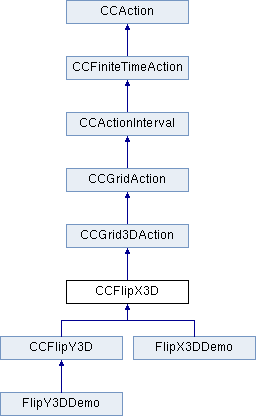 CCAction
CCFiniteTimeAction
CCActionInterval
CCGridAction
CCGrid3DAction
CCFlipX3D
CCFlipY3D
FlipX3DDemo
FlipY3DDemo